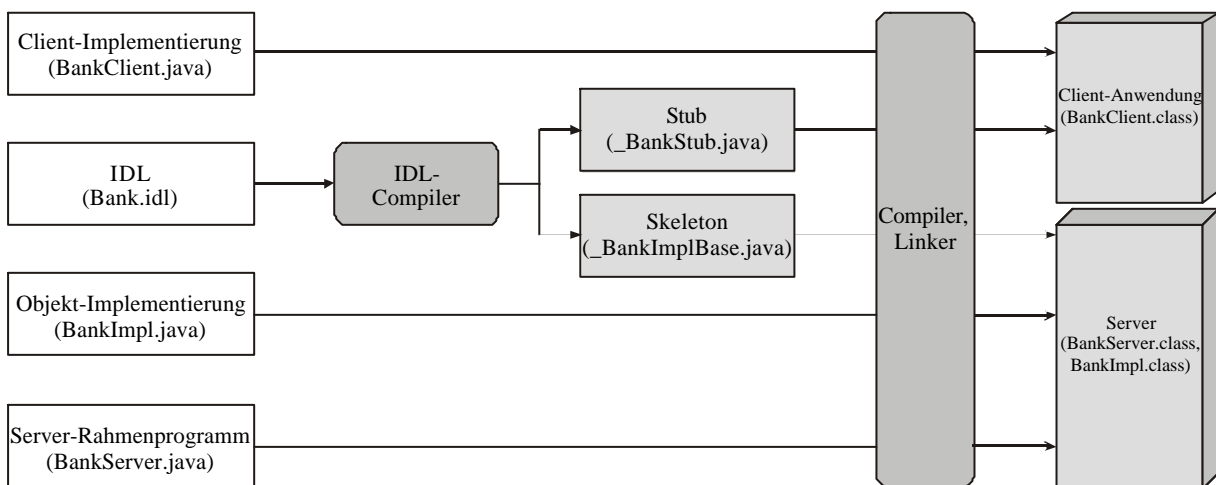 Client-Implementierung
(BankClient.java)
IDL
(Bank.idl)
Objekt-Implementierung
(BankImpl.java)
Server-Rahmenprogramm
(BankServer.java)
IDL-
Compiler
Stub
(_BankStub.java)
Skeleton
(_BankImplBase.java)
Compiler,
Linker
Client-Anwendung
(BankClient.class)
Server
(BankServer.class,
BankImpl.class)